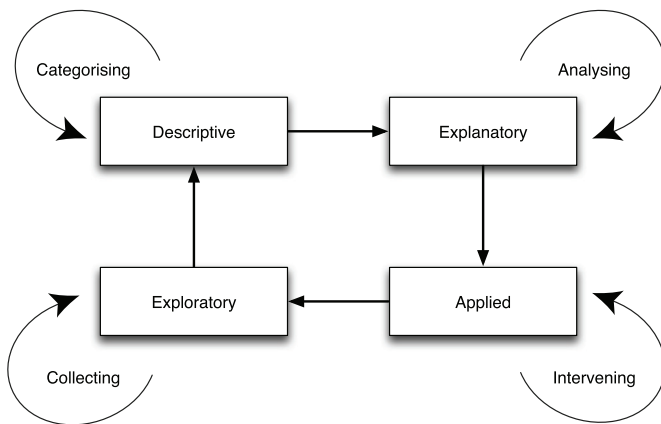 Categorising
Analysing
Descriptive
Explanatory
Exploratory
Applied
Collecting
Intervening